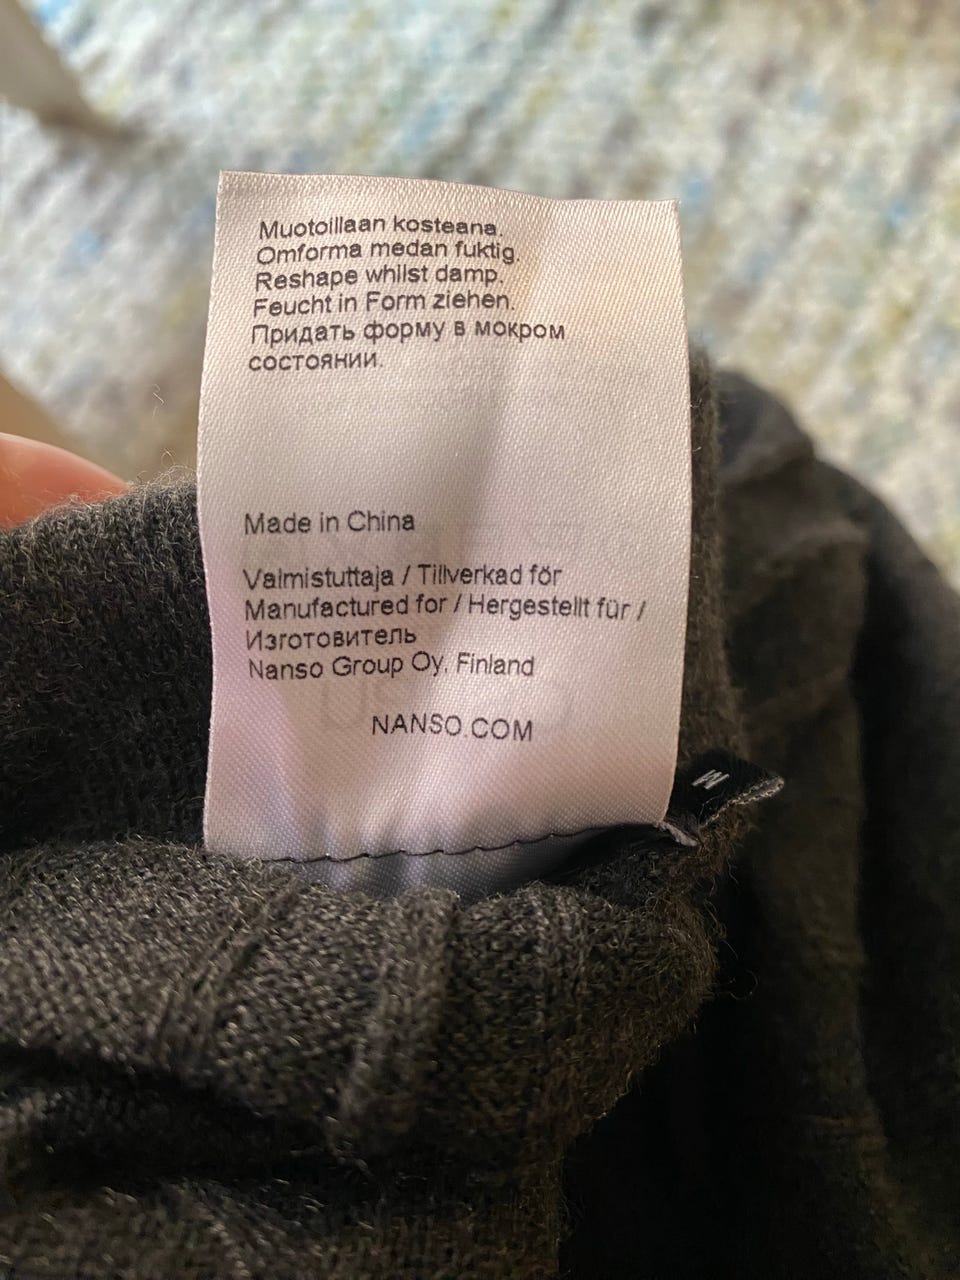 Muotoillaan kosteana.
Omforma medan fuktig.
Reshape whilst damp.
Feucht in Form ziehen.
Придать форму в мокром
состоянии.
Made in China
Valmistuttaja / Tillverkad för
Manufactured for / Hergestellt für /
Изготовитель
Nanso Group Oy, Finland
NANSO.COM
M